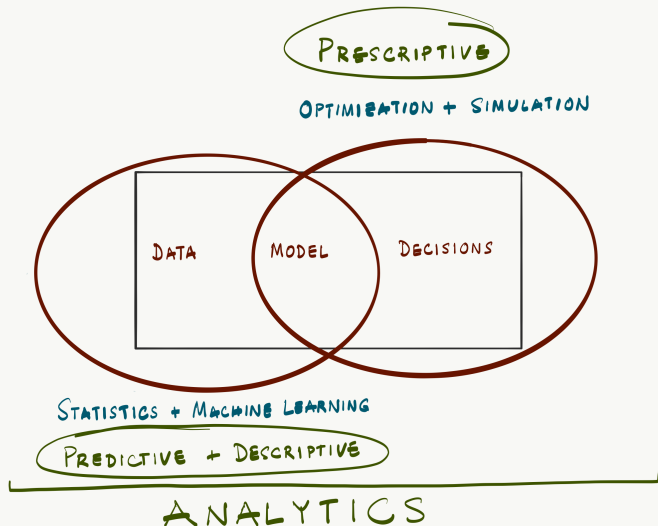 PRESCRIPTIVE
OPTIMIZATION + SIMULATION
DATA MODEL DECISIONS
STATISTICS + MACHINE LEARNING
PREDICTIVE + DESCRIPTIVE
ANALYTICS